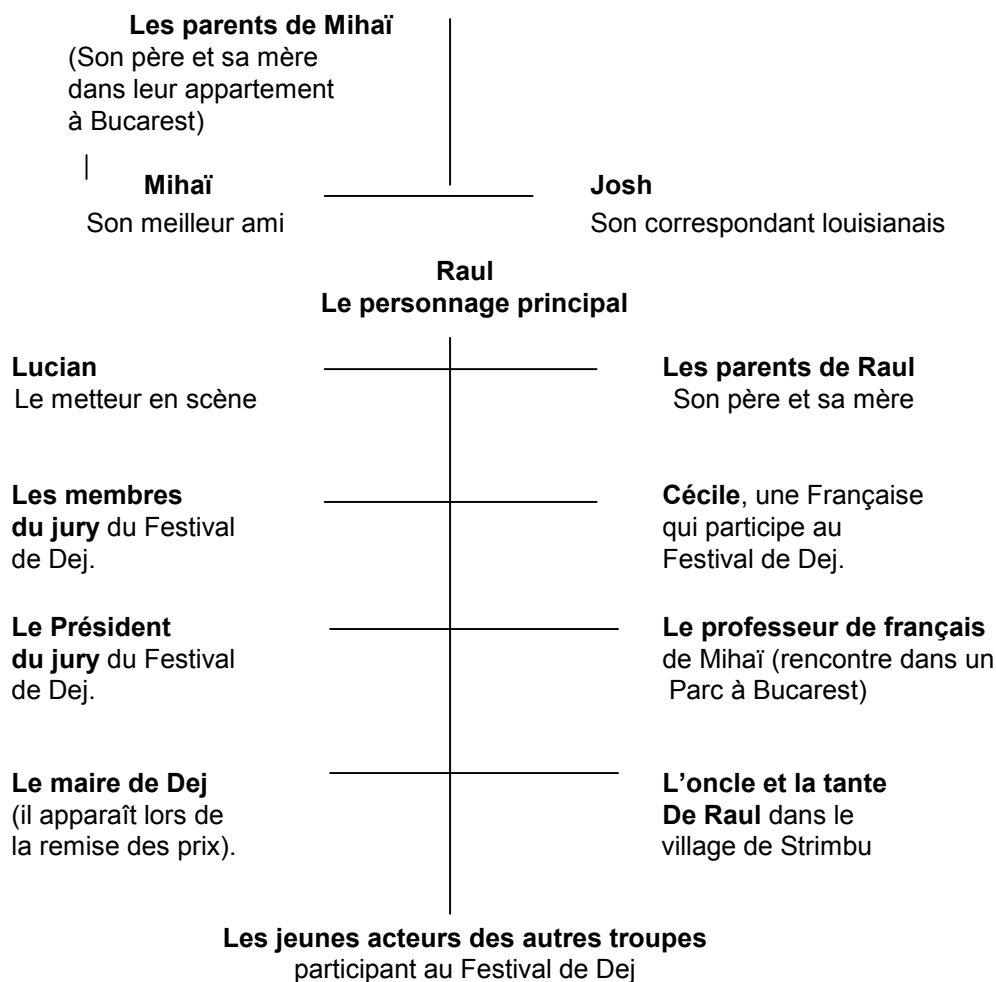 Les parents de Mihaï
(Son père et sa mère
dans leur appartement
à Bucarest)
Mihaï
Son meilleur ami
Josh
Son correspondant louisianais
Raul
Le personnage principal
Lucian
Le metteur en scène
Les parents de Raul
Son père et sa mère
Les membres
du jury du Festival
de Dej.
Cécile, une Française
qui participe au
Festival de Dej.
Le Président
du jury du Festival
de Dej.
Le professeur de français
de Mihaï (rencontre dans un
Parc à Bucarest)
Le maire de Dej
(il apparaît lors de
la remise des prix).
L'oncle et la tante
De Raul dans le
village de Strimbu
Les jeunes acteurs des autres troupes
participant au Festival de Dej